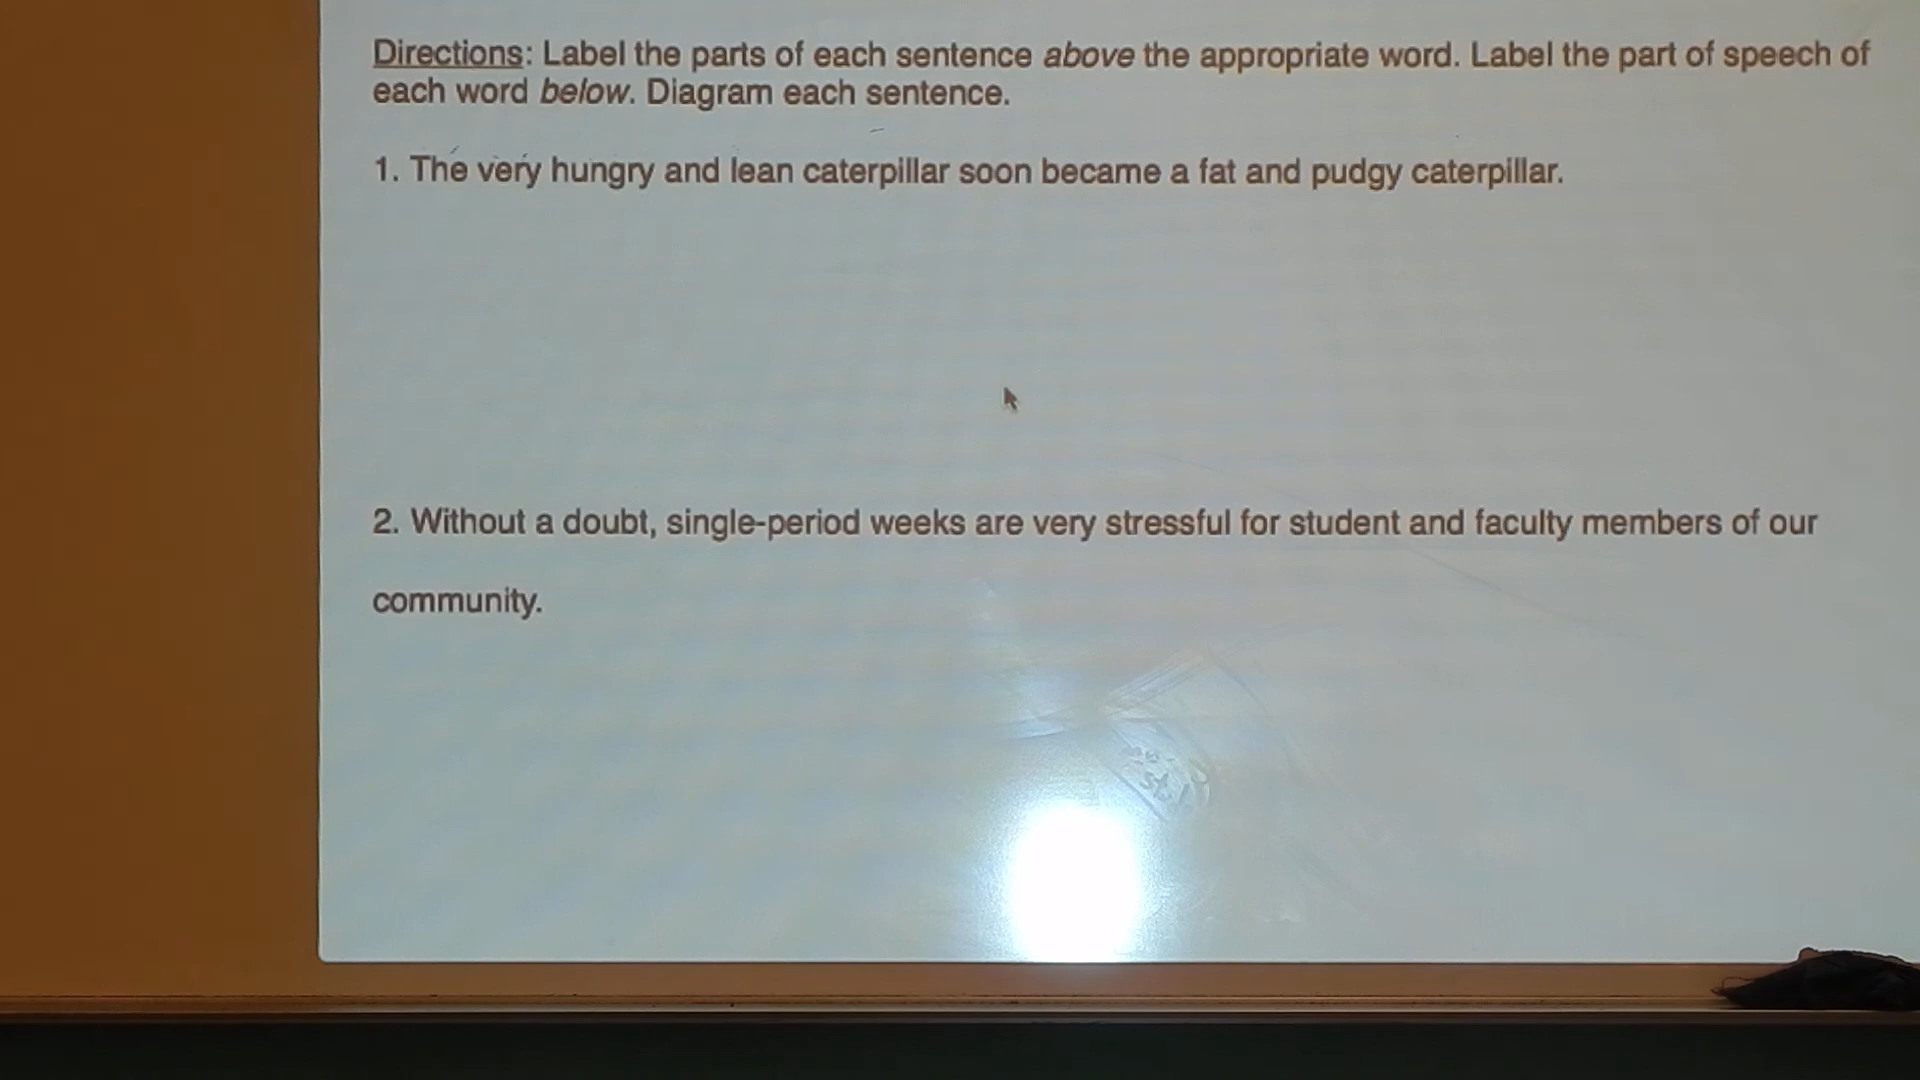 Directions: Label the parts of each sentence above the appropriate word. Label the part of speech of
each word below. Diagram each sentence.
1. The very hungry and lean caterpillar soon became a fat and pudgy caterpillar.
2. Without a doubt, single-period weeks are very stressful for student and faculty members of our
community.